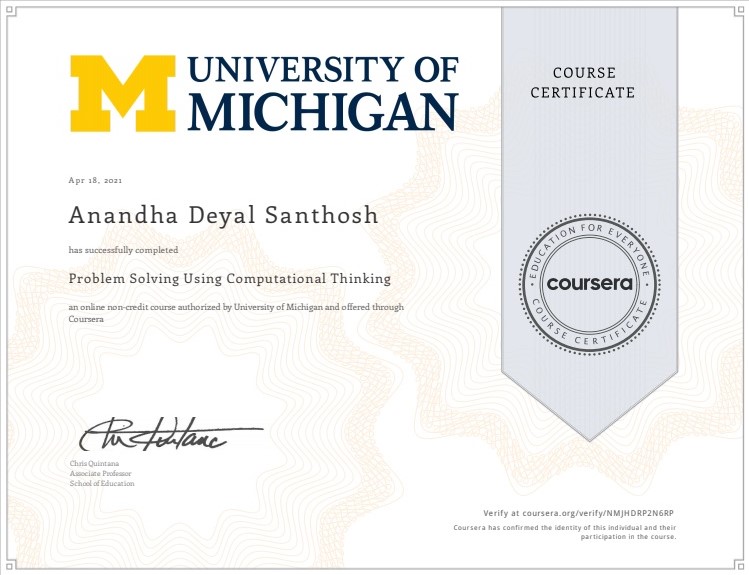 UNIVERSITY OF
MICHIGAN
COURSE
CERTIFICATE
Apr 18, 2021
Anandha Deyal Santhosh
has successfully completed
Problem Solving Using Computational Thinking
an online non-credit course authorized by University of Michigan and offered through
Coursera
EDUCATION FOR EVERYONE
coursera
COURSE CERTIFICATE
Chris Quintana
Associate Professor
School of Education
Verify at coursera.org/verify/NMJHDRP2N6RP
Coursera has confirmed the identity of this individual and their
participation in the course.